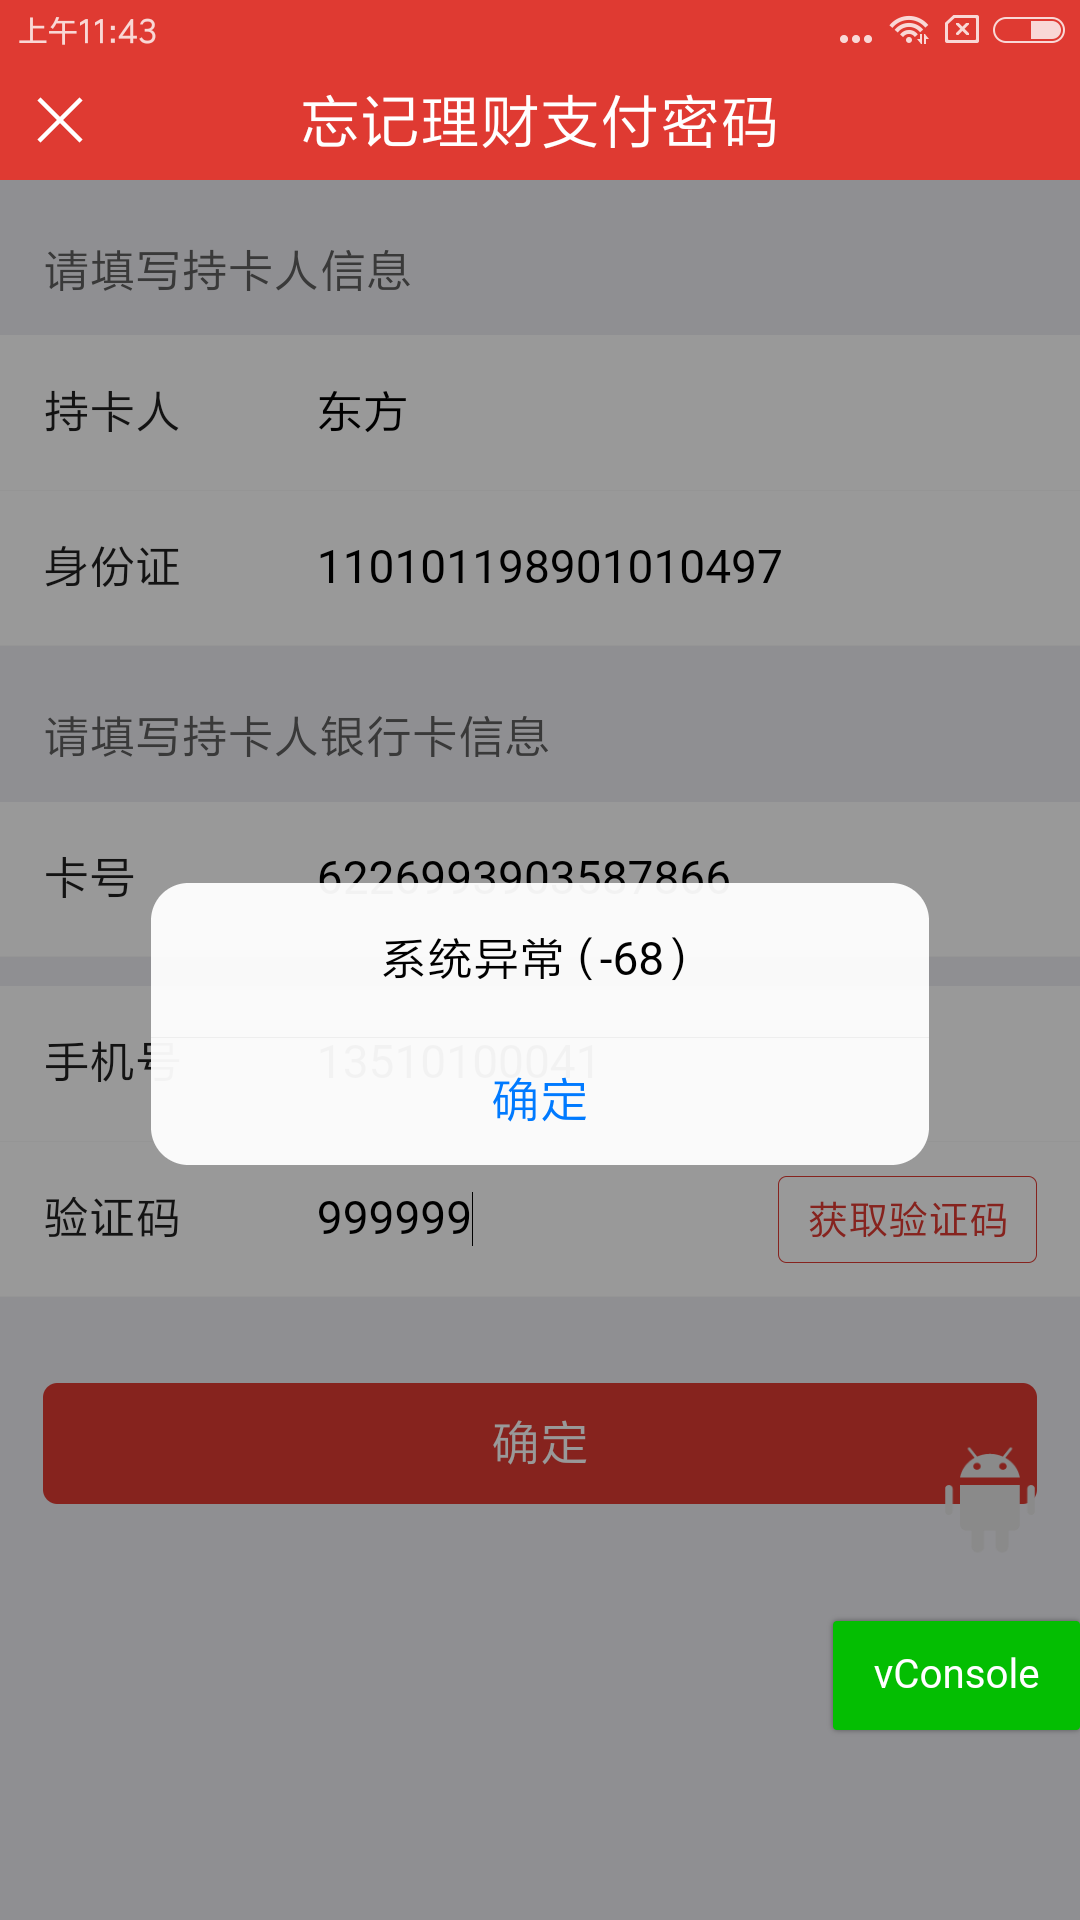 上午11:43
忘记理财支付密码
请填写持卡人信息
持卡人 东方
身份证 110101198901010497
请填写持卡人银行卡信息
卡号 6226993903587866
系统异常（-68）
手机号 13510100041
确定
验证码 999999 获取验证码
确定
vConsole